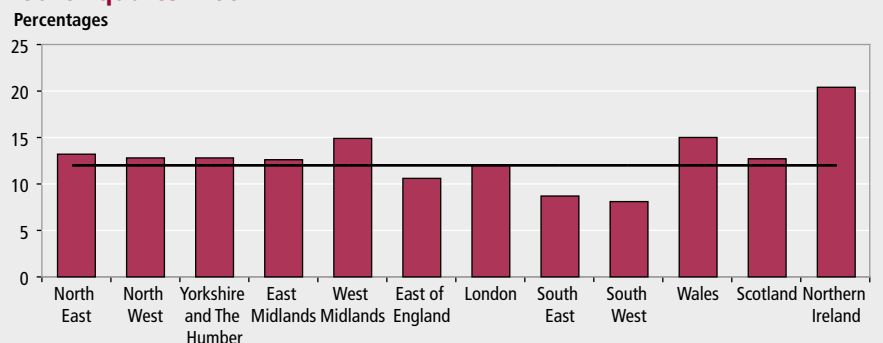 Percentages
25
20
15
10
5
0
North East
North West
Yorkshire and The Humber
East Midlands
West Midlands
East of England
London
South East
South West
Wales
Scotland
Northern Ireland